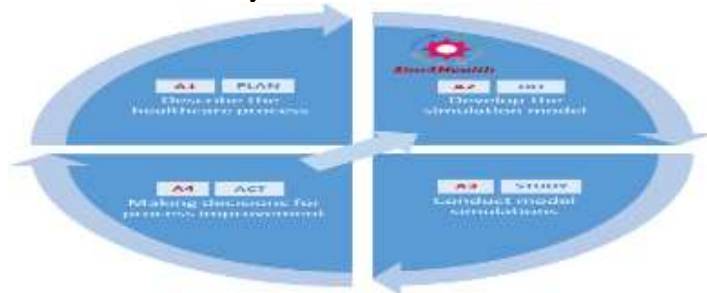 A1 PLAN
Describe the
healthcare process
A2 DO
Develop the
simulation model
A4 ACT
Making decisions for
process improvement
A3 STUDY
Conduct model
simulations